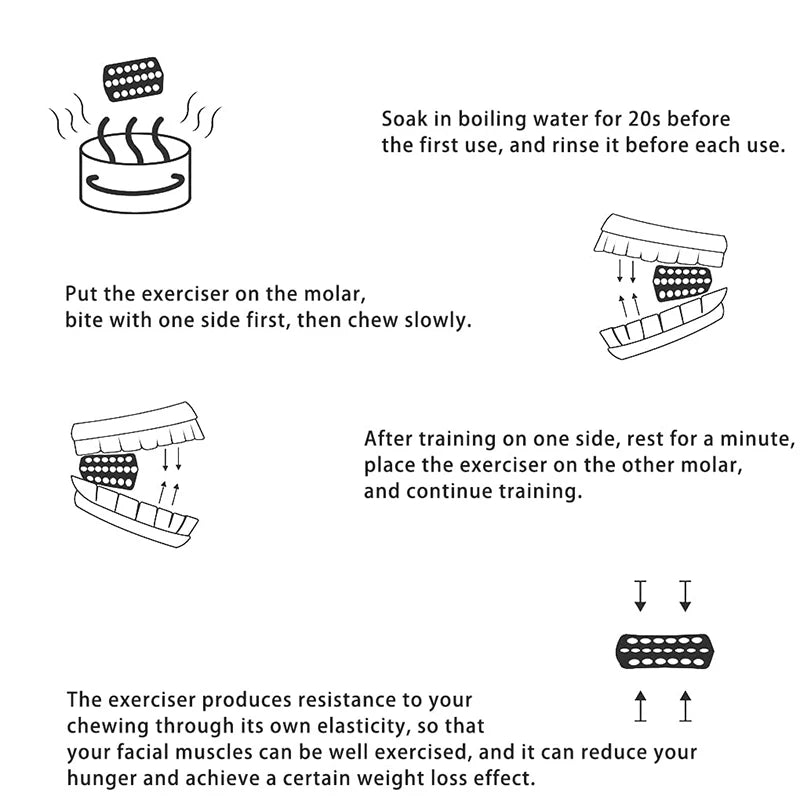 Soak in boiling water for 20s before
the first use, and rinse it before each use.
Put the exerciser on the molar,
bite with one side first, then chew slowly.
After training on one side, rest for a minute,
place the exerciser on the other molar,
and continue training.
The exerciser produces resistance to your
chewing through its own elasticity, so that
your facial muscles can be well exercised, and it can reduce your
hunger and achieve a certain weight loss effect.